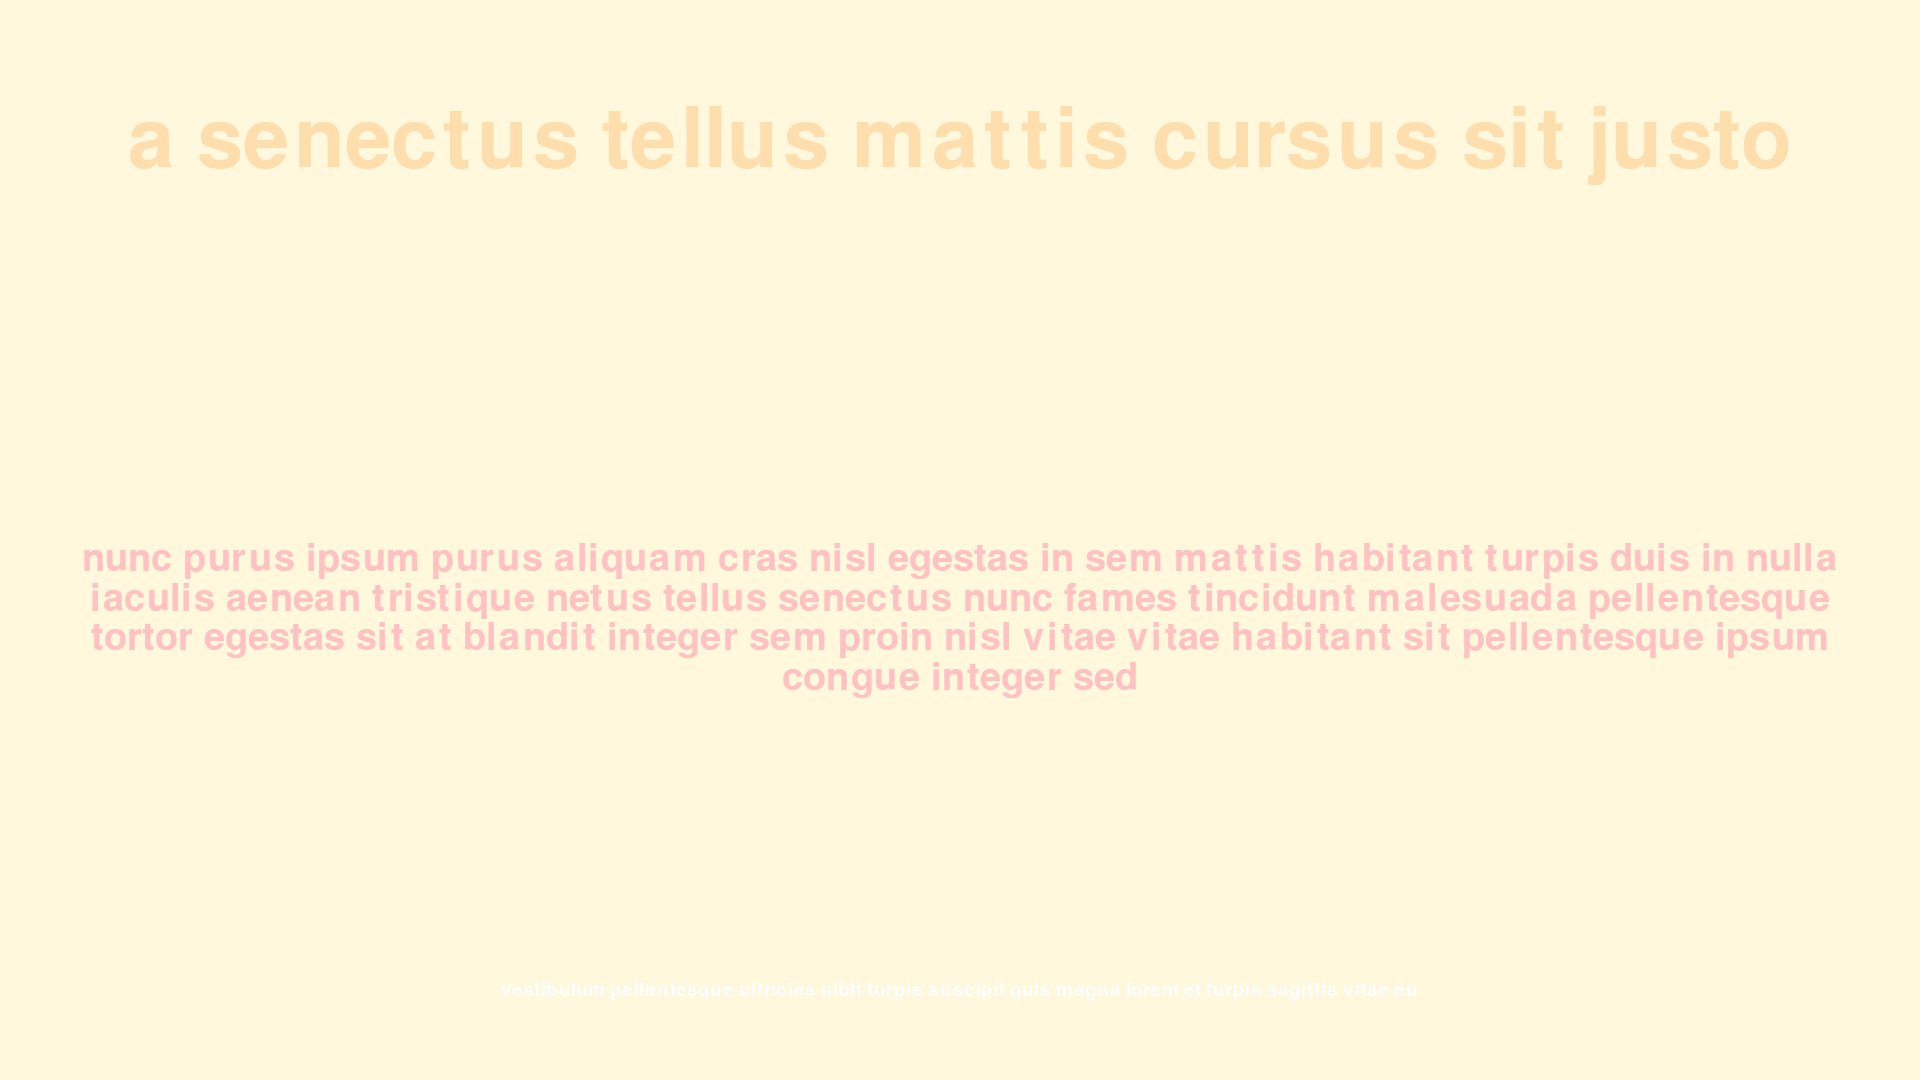 a senectus tellus mattis cursus sit justo
nunc purus ipsum purus aliquam cras nisl egestas in sem mattis habitant turpis duis in nulla
iaculis aenean tristique netus tellus senectus nunc fames tincidunt malesuada pellentesque
tortor egestas sit at blandit integer sem proin nisl vitae vitae habitant sit pellentesque ipsum
congue integer sed
vestibulum pellentesque ultricies nibh turpis suscipit quis magna lorem et turpis sagittis vitae eu